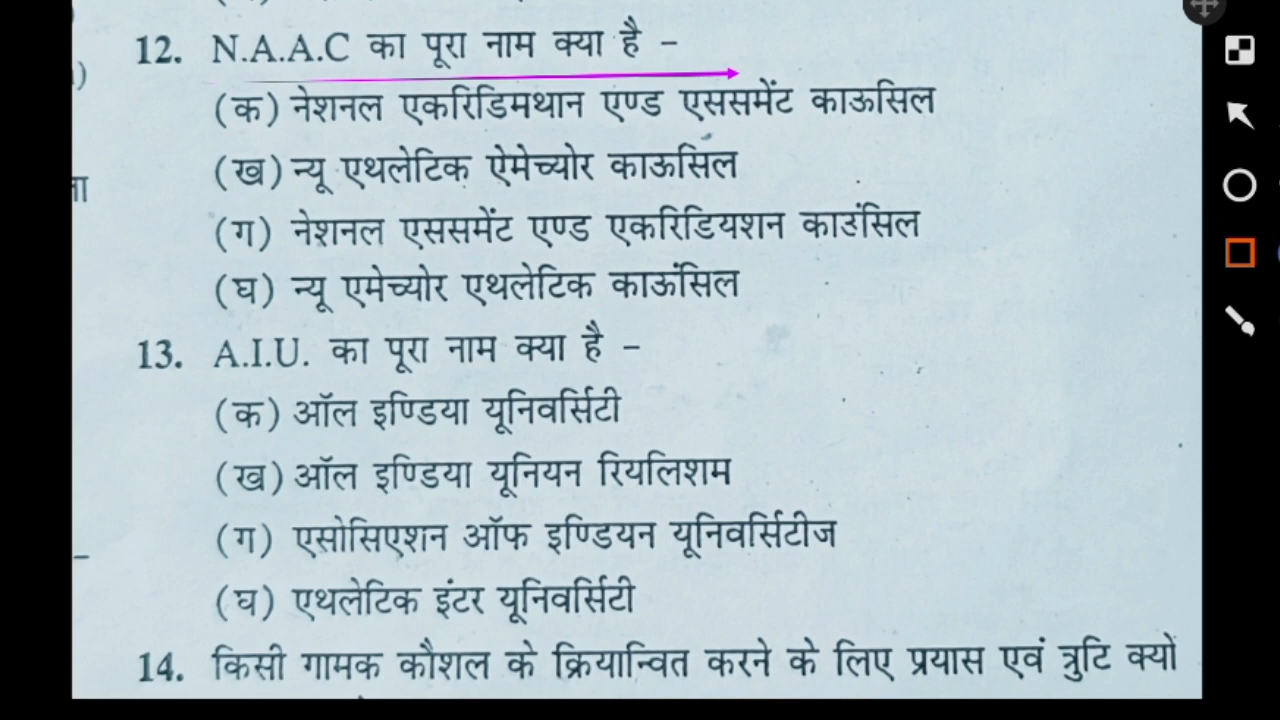 12. N.A.A.C का पूरा नाम क्या है -
(क) नेशनल एकरिडिमथान एण्ड एससमेंट काऊसिल
(ख) न्यू एथलेटिक ऐमेच्योर काऊसिल
(ग) नेशनल एससमेंट एण्ड एकरिडियशन काउंसिल
(घ) न्यू एमेच्योर एथलेटिक काऊंसिल
13. A.I.U. का पूरा नाम क्या है -
(क) ऑल इण्डिया यूनिवर्सिटी
(ख) ऑल इण्डिया यूनियन रियलिशम
(ग) एसोसिएशन ऑफ इण्डियन यूनिवर्सिटीज
(घ) एथलेटिक इंटर यूनिवर्सिटी
14. किसी गामक कौशल के क्रियान्वित करने के लिए प्रयास एवं त्रुटि क्यों